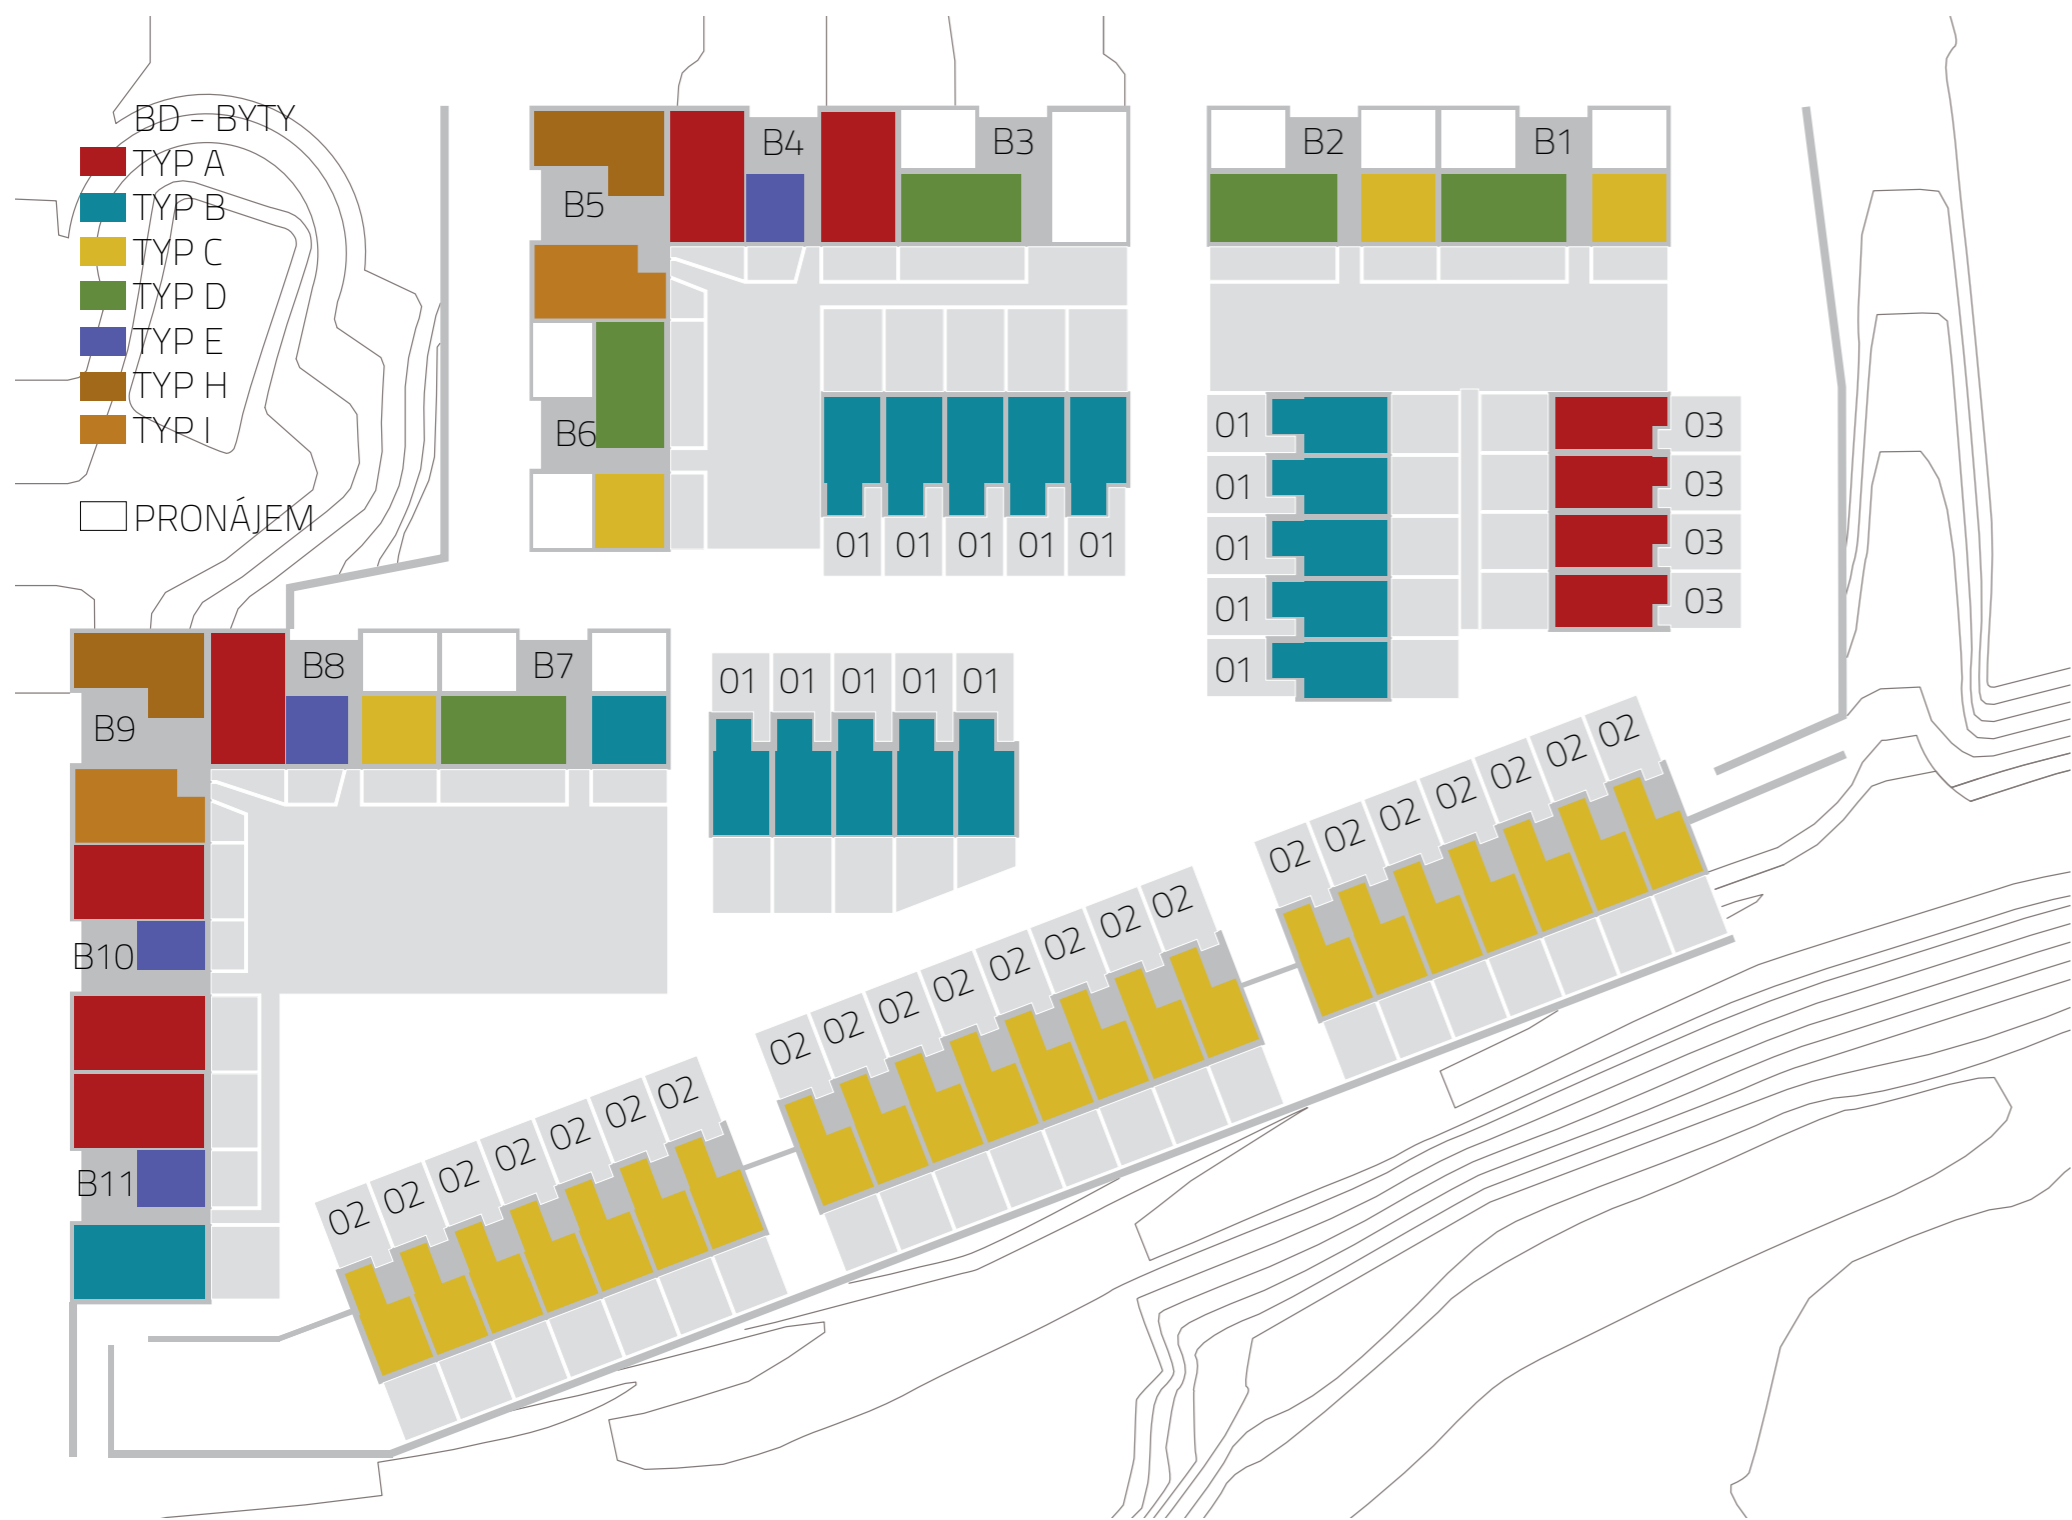 BD - BYTY
TYP A
TYP B
TYP C
TYP D
TYP E
TYP H
TYP I
PRONÁJEM
B4
B3
B2
B1
B5
B6
01 01 01 01 01
01
01
01
01
01
03
03
03
03
B8
B7
B9
01 01 01 01 01
B10
B11
02 02 02 02 02 02 02
02 02 02 02 02 02 02 02
02 02 02 02 02 02 02